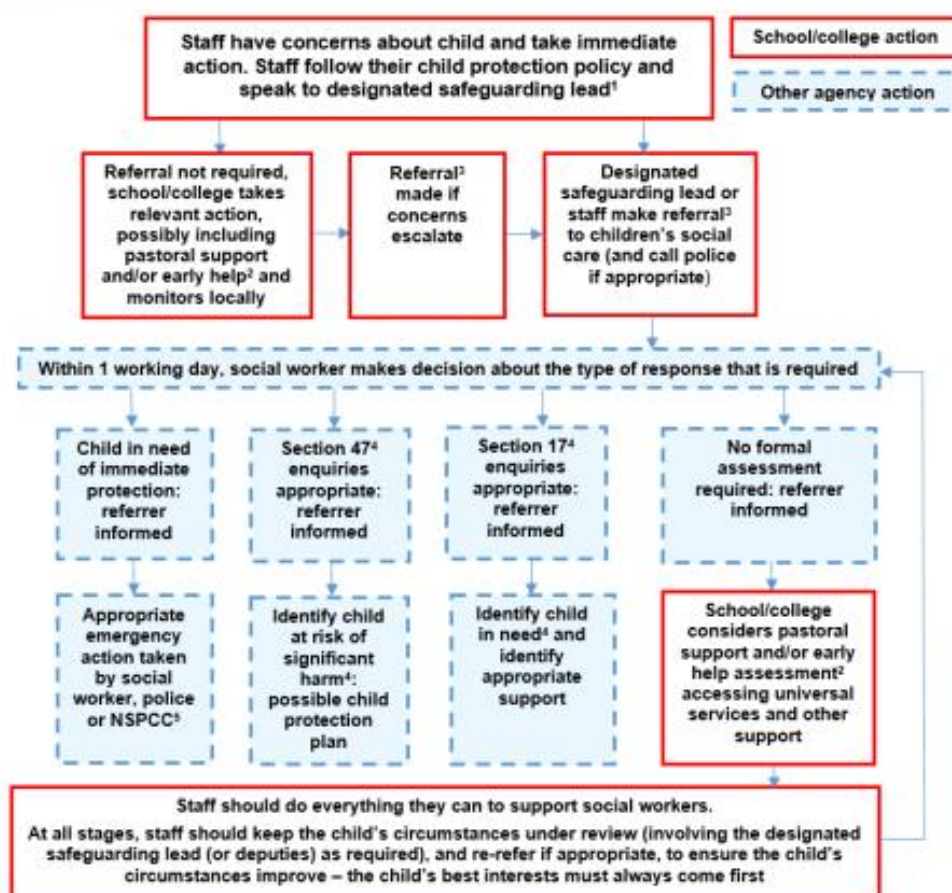 Staff have concerns about child and take immediate
action. Staff follow their child protection policy and
speak to designated safeguarding lead¹
School/college action
Other agency action
Referral not required,
school/college takes
relevant action,
possibly including
pastoral support
and/or early help² and
monitors locally
Referral³
made if
concerns
escalate
Designated
safeguarding lead or
staff make referral³
to children's social
care (and call police
if appropriate)
Within 1 working day, social worker makes decision about the type of response that is required
Child in need
of immediate
protection:
referrer
informed
Section 47⁴
enquiries
appropriate:
referrer
informed
Section 17⁴
enquiries
appropriate:
referrer
informed
No formal
assessment
required: referrer
informed
Appropriate
emergency
action taken
by social
worker, police
or NSPCC⁵
Identify child
at risk of
significant
harm⁴:
possible child
protection
plan
Identify child
in need⁴ and
identify
appropriate
support
School/college
considers pastoral
support and/or early
help assessment²
accessing universal
services and other
support
Staff should do everything they can to support social workers.
At all stages, staff should keep the child's circumstances under review (involving the designated
safeguarding lead (or deputies) as required), and re-refer if appropriate, to ensure the child's
circumstances improve – the child's best interests must always come first